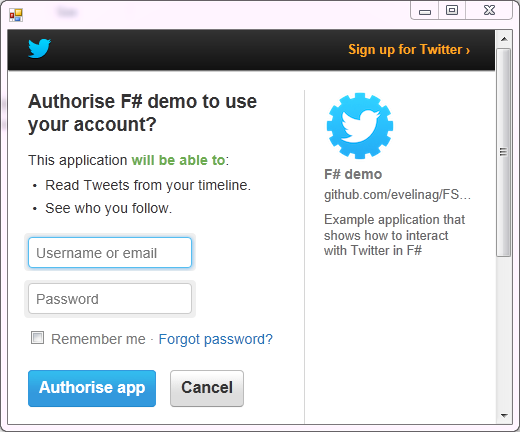 Sign up for Twitter ›
Authorise F# demo to use
your account?
This application will be able to:
• Read Tweets from your timeline.
• See who you follow.
Username or email
Password
Remember me · Forgot password?
Authorise app
Cancel
F# demo
github.com/evelinag/FS...
Example application that
shows how to interact
with Twitter in F#